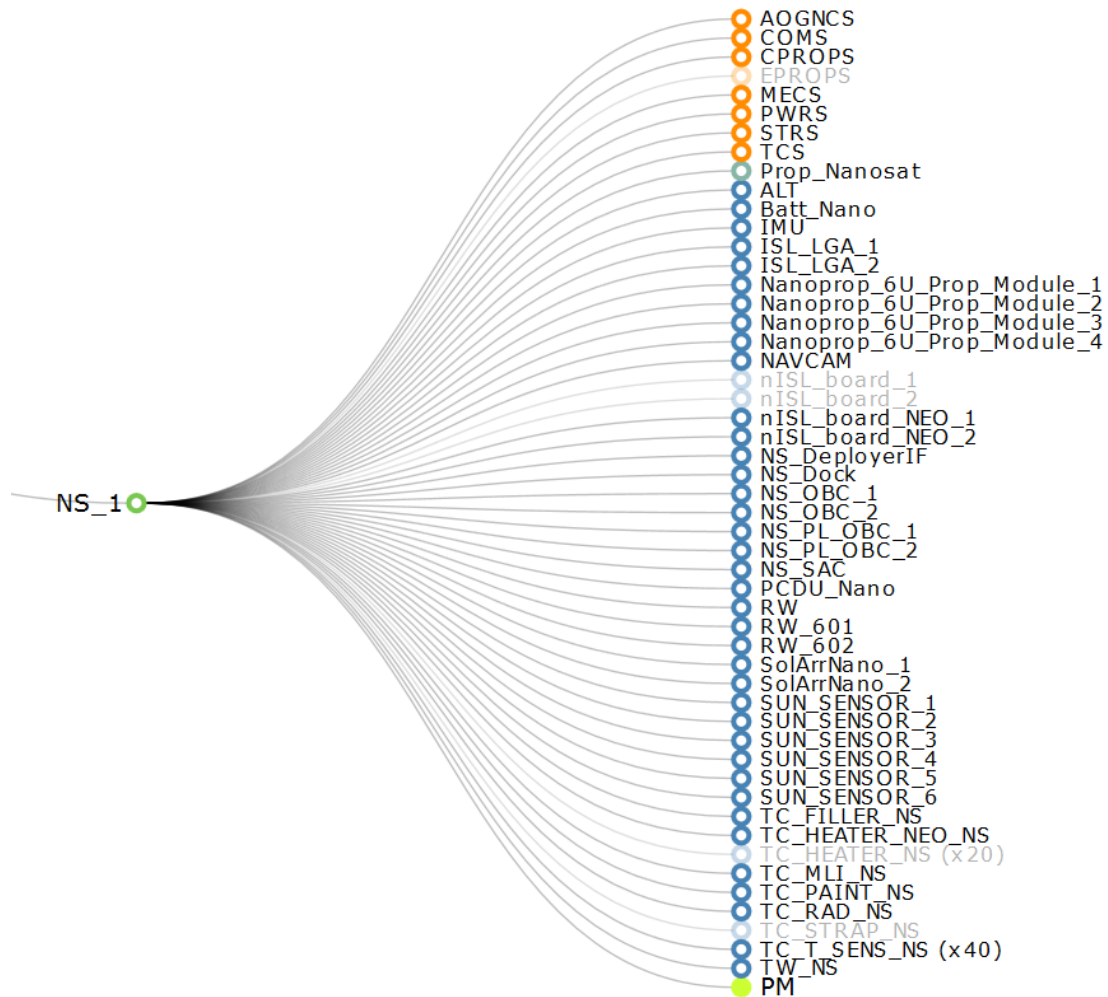 AOGNCS
COMS
CPROPS
EPROPS
MECS
PWRS
STRS
TCS
Prop_Nanosat
ALT
Batt_Nano
IMU
ISL_LGA_1
ISL_LGA_2
Nanoprop_6U_Prop_Module_1
Nanoprop_6U_Prop_Module_2
Nanoprop_6U_Prop_Module_3
Nanoprop_6U_Prop_Module_4
NAVCAM
nISL_board_1
nISL_board_2
nISL_board_NEO_1
nISL_board_NEO_2
NS_DeployerIF
NS_Dock
NS_1
NS_OBC_1
NS_OBC_2
NS_PL_OBC_1
NS_PL_OBC_2
NS_SAC
PCDU_Nano
RW
RW_601
RW_602
SolArrNano_1
SolArrNano_2
SUN_SENSOR_1
SUN_SENSOR_2
SUN_SENSOR_3
SUN_SENSOR_4
SUN_SENSOR_5
SUN_SENSOR_6
TC_FILLER_NS
TC_HEATER_NEO_NS
TC_HEATER_NS (x20)
TC_MLI_NS
TC_PAINT_NS
TC_RAD_NS
TC_STRAP_NS
TC_T_SENS_NS (x40)
TW_NS
PM